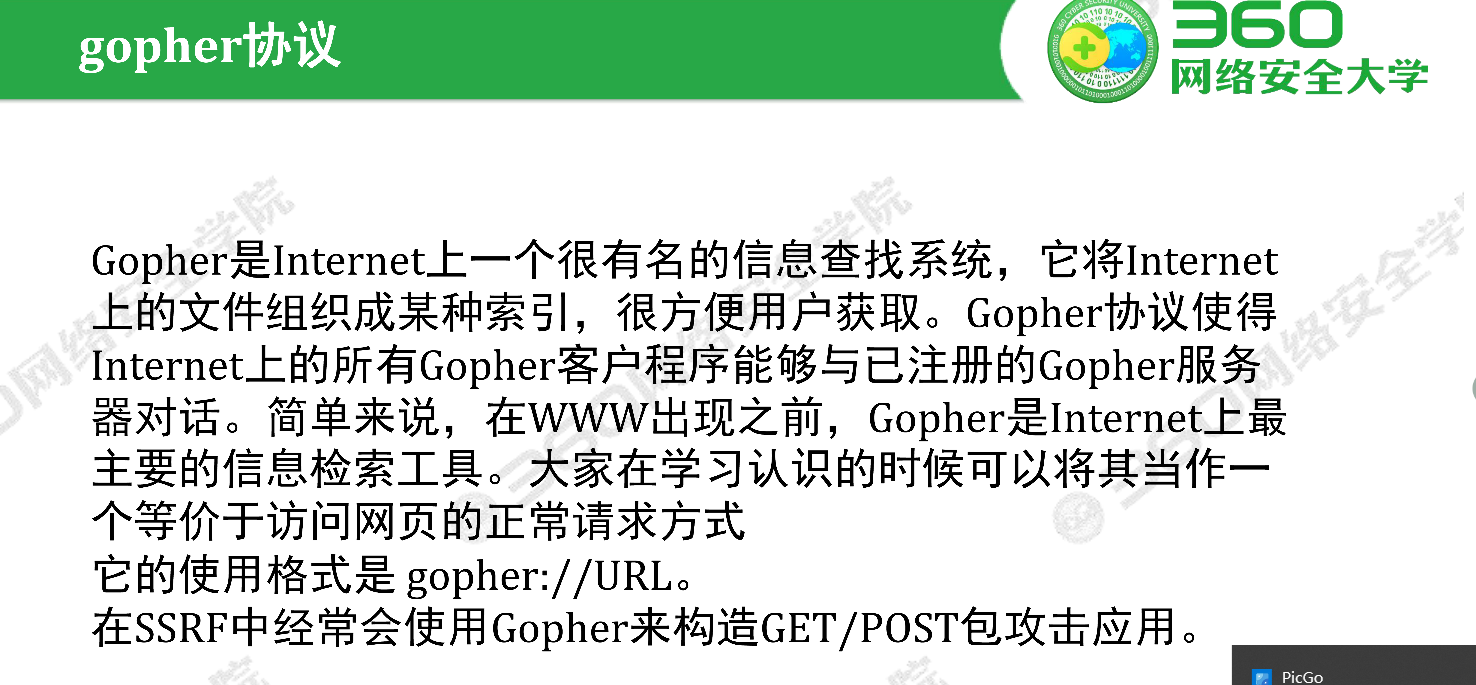 gopher协议
360
网络安全大学
Gopher是Internet上一个很有名的信息查找系统，它将Internet
上的文件组织成某种索引，很方便用户获取。Gopher协议使得
Internet上的所有Gopher客户程序能够与已注册的Gopher服务
器对话。简单来说，在WWW出现之前，Gopher是Internet上最
主要的信息检索工具。大家在学习认识的时候可以将其当作一
个等价于访问网页的正常请求方式
它的使用格式是 gopher://URL。
在SSRF中经常会使用Gopher来构造GET/POST包攻击应用。
360网络安全学院
PicGo